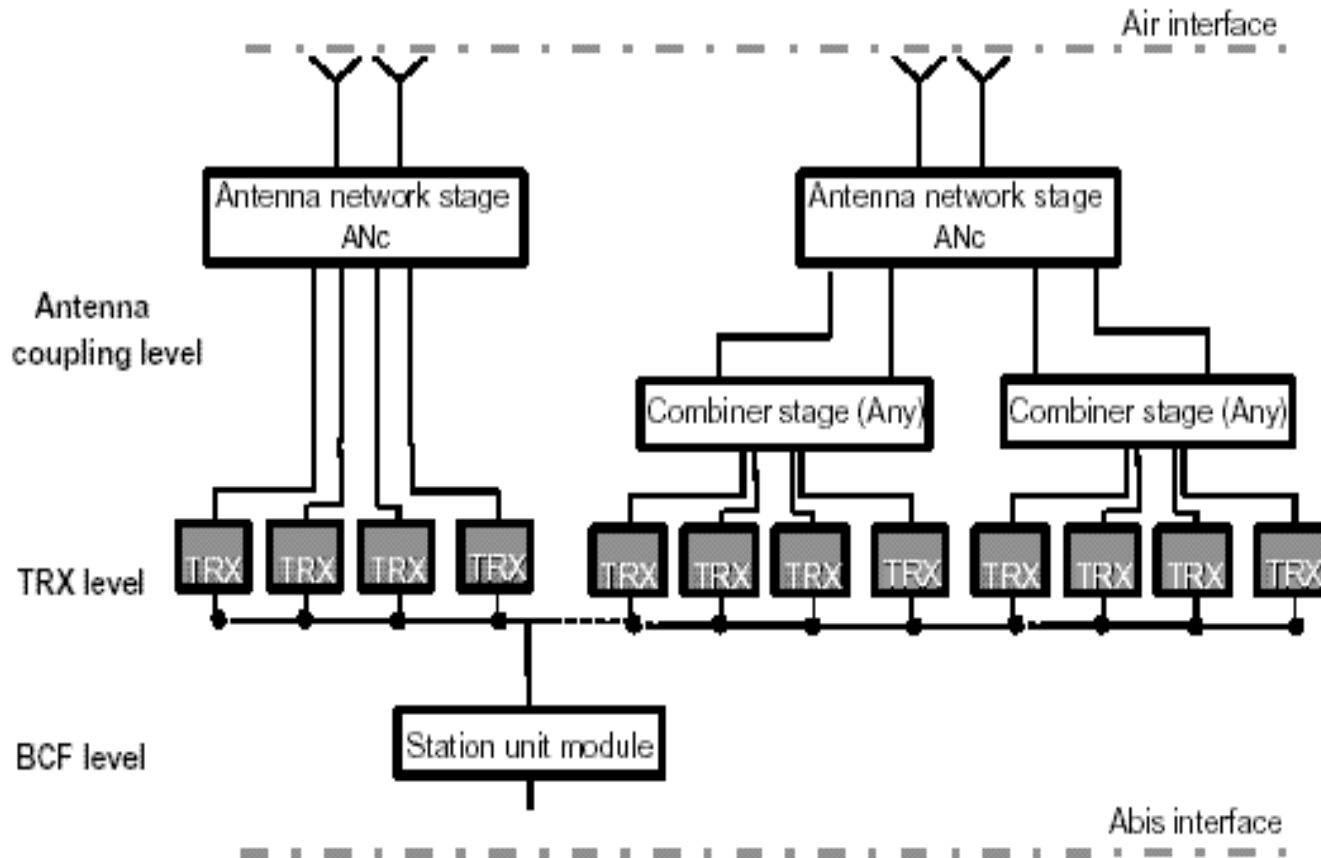 Air interface
Antenna network stage
ANc
Antenna network stage
ANc
Antenna
coupling level
Combiner stage (Any)
Combiner stage (Any)
TRX level
TRX
TRX
TRX
TRX
TRX
TRX
TRX
TRX
TRX
TRX
TRX
TRX
BCF level
Station unit module
Abis interface